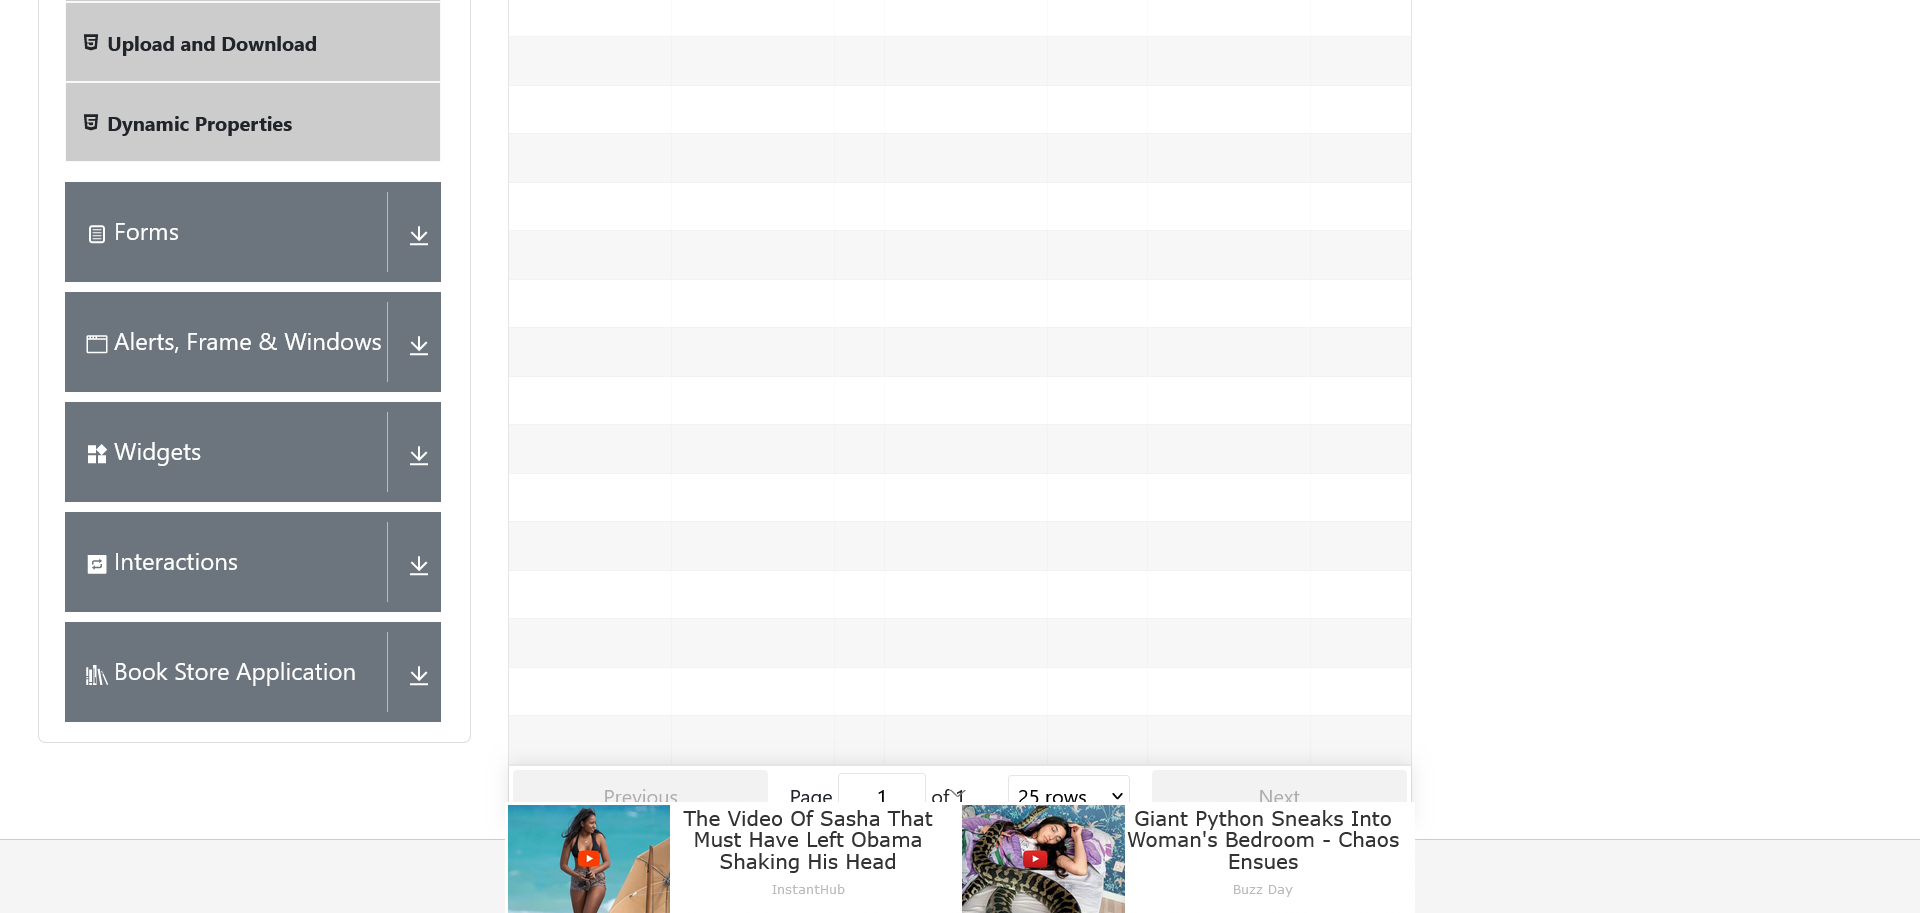 Upload and Download
Dynamic Properties
Forms
Alerts, Frame & Windows
Widgets
Interactions
Book Store Application
Previous
Page 1 of 1
25 rows
Next
The Video Of Sasha That
Must Have Left Obama
Shaking His Head
InstantHub
Giant Python Sneaks Into
Woman's Bedroom - Chaos
Ensues
Buzz Day